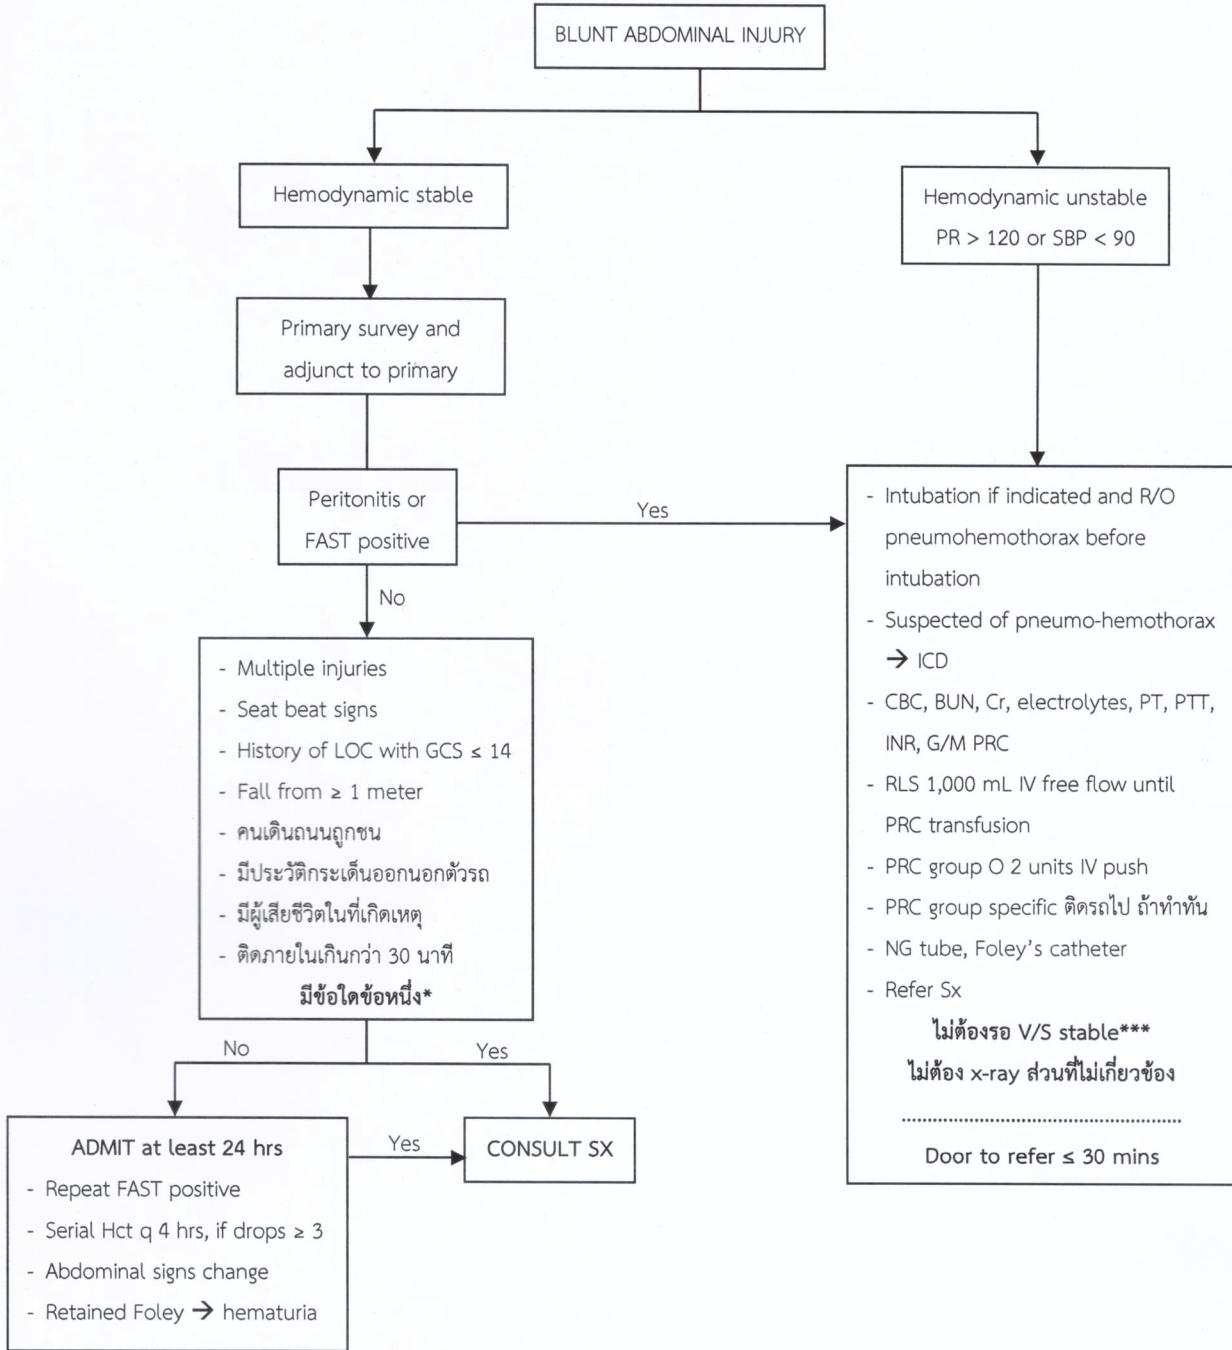 BLUNT ABDOMINAL INJURY
Hemodynamic stable
Hemodynamic unstable
PR > 120 or SBP < 90
Primary survey and
adjunct to primary
Peritonitis or
FAST positive
Yes
No
- Multiple injuries
- Seat beat signs
- History of LOC with GCS ≤ 14
- Fall from ≥ 1 meter
- คนเดินถนนถูกชน
- มีประวัติกระเด็นออกนอกตัวรถ
- มีผู้เสียชีวิตในที่เกิดเหตุ
- ติดภายในเกินกว่า 30 นาที
มีข้อใดข้อหนึ่ง*
- Intubation if indicated and R/O
pneumohemothorax before
intubation
- Suspected of pneumo-hemothorax
→ ICD
- CBC, BUN, Cr, electrolytes, PT, PTT,
INR, G/M PRC
- RLS 1,000 mL IV free flow until
PRC transfusion
- PRC group O 2 units IV push
- PRC group specific ติดรถไป ถ้าทำทัน
- NG tube, Foley's catheter
- Refer Sx
ไม่ต้องรอ V/S stable***
ไม่ต้อง x-ray ส่วนที่ไม่เกี่ยวข้อง
..................................................
Door to refer ≤ 30 mins
No
Yes
ADMIT at least 24 hrs
- Repeat FAST positive
- Serial Hct q 4 hrs, if drops ≥ 3
- Abdominal signs change
- Retained Foley → hematuria
Yes
CONSULT SX